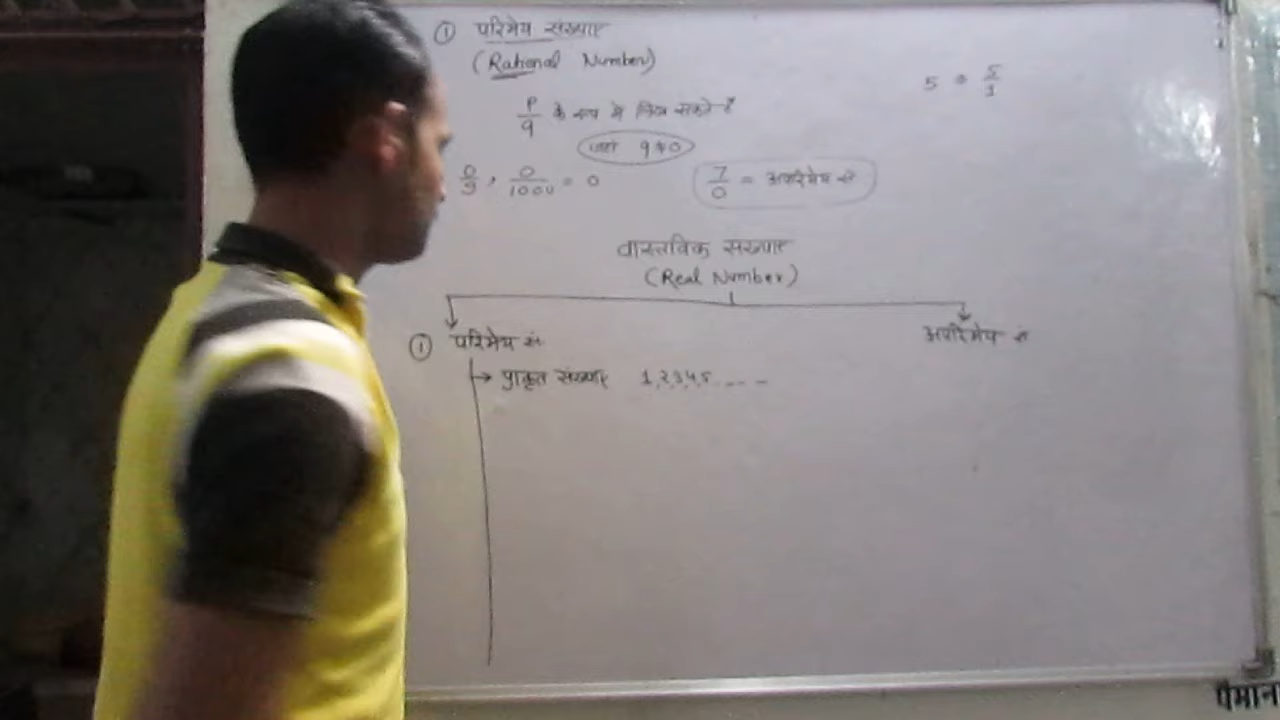 ① परिमेय संख्याए
(Rational Number)
5 ⇒ 5/1
p/q के रूप में लिख सकते हैं
जहाँ q≠0
0/3, 0/1000 = 0
7/0 = अपरिमेय सं
वास्तविक संख्याए
(Real Number)
① परिमेय सं
अपरिमेय सं
→ प्राकृत संख्याए 1,2,3,4,5.....
पैमान